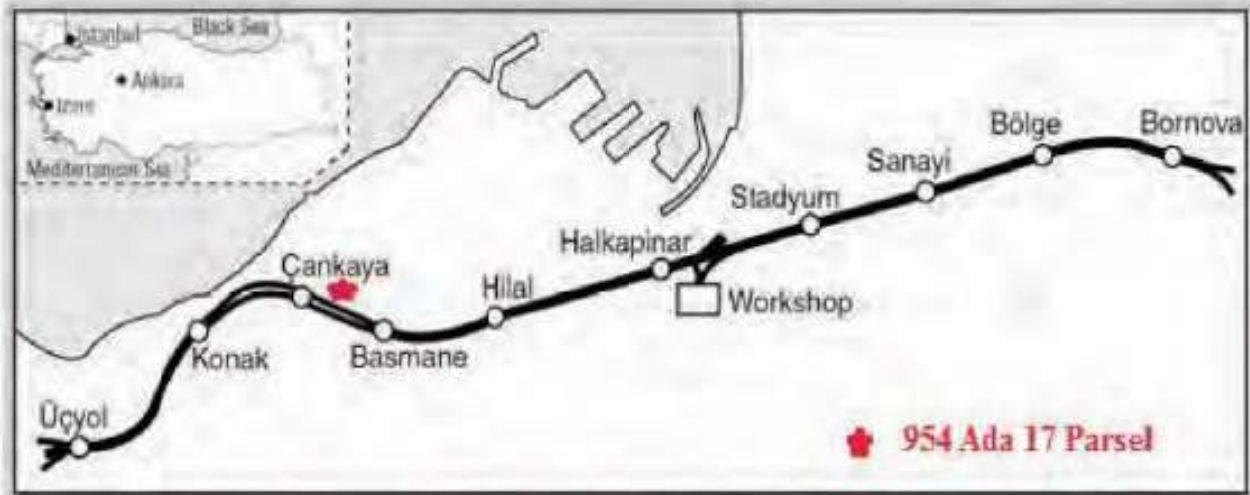 Black Sea
Istanbul
Ankara
Izmir
Mediterranean Sea
Bornova
Bölge
Sanayi
Stadyum
Halkapinar
Cankaya
Hilal
Workshop
Konak
Basmane
Üçyol
954 Ada 17 Parsel